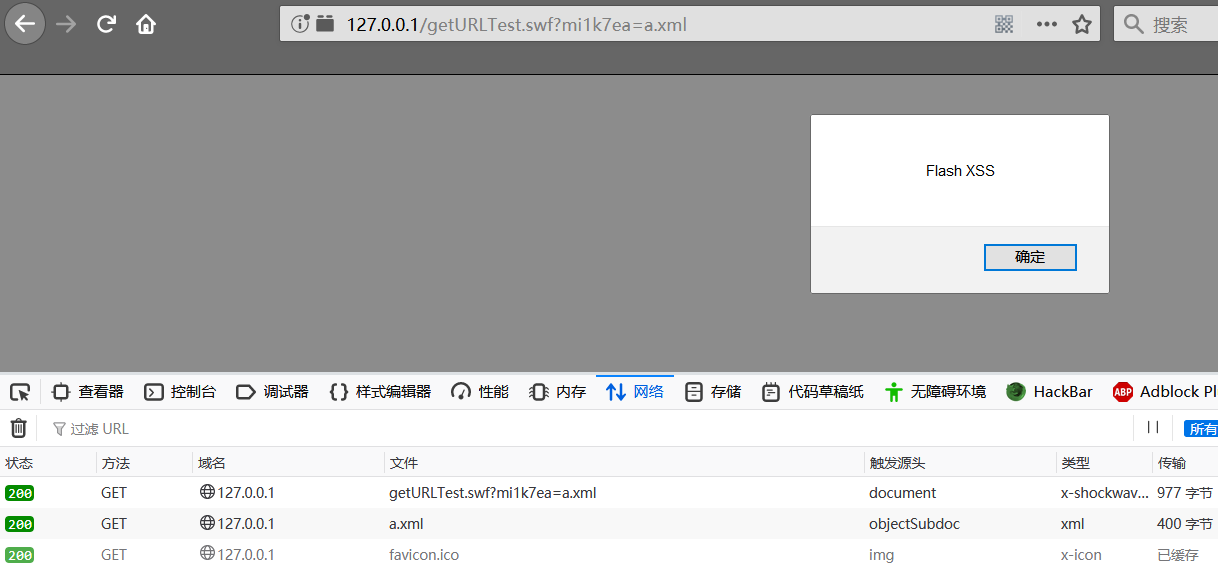 127.0.0.1/getURLTest.swf?mi1k7ea=a.xml
搜索
Flash XSS
确定
查看器 控制台 调试器 {} 样式编辑器 性能 内存 网络 存储 代码草稿纸 无障碍环境 HackBar ABP Adblock Pl
过滤 URL 所有
状态 方法 域名 文件 触发源头 类型 传输
200 GET 127.0.0.1 getURLTest.swf?mi1k7ea=a.xml document x-shockwav... 977 字节
200 GET 127.0.0.1 a.xml objectSubdoc xml 400 字节
200 GET 127.0.0.1 favicon.ico img x-icon 已缓存